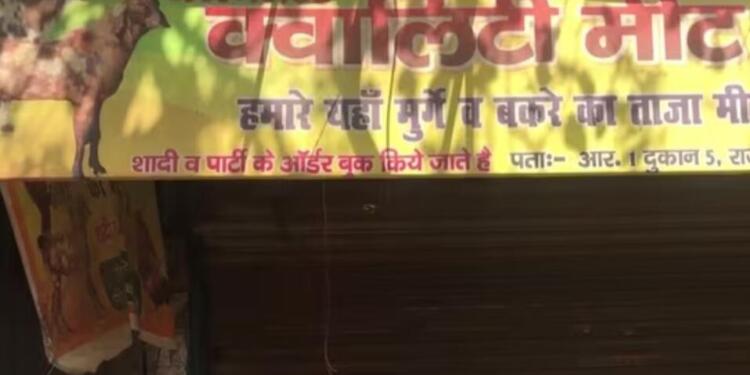 क्वालिटी मीट
हमारे यहाँ मुर्गे व बकरे का ताजा मी
शादी व पार्टी के ऑर्डर बुक किये जाते है पताः- आर. 1 दुकान 5, रा